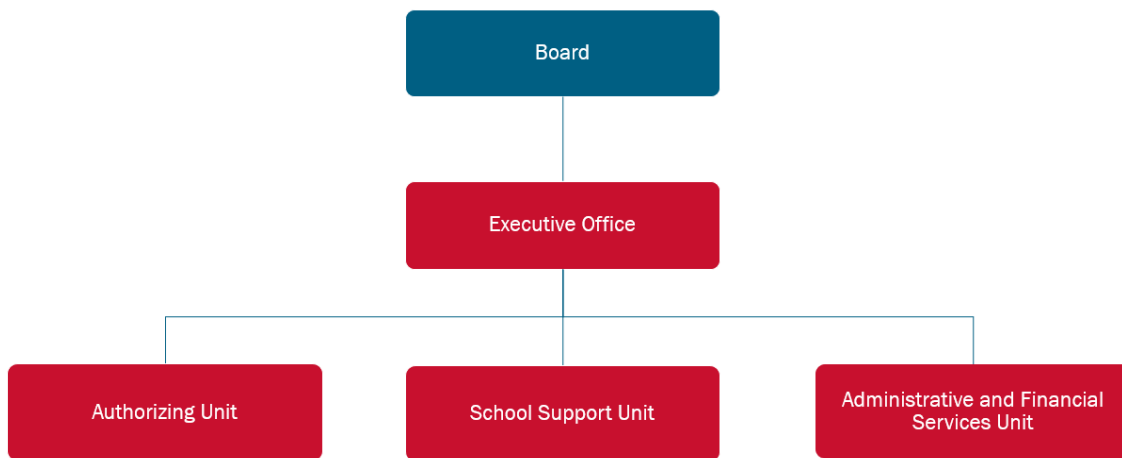 Board
Executive Office
Authorizing Unit
School Support Unit
Administrative and Financial
Services Unit